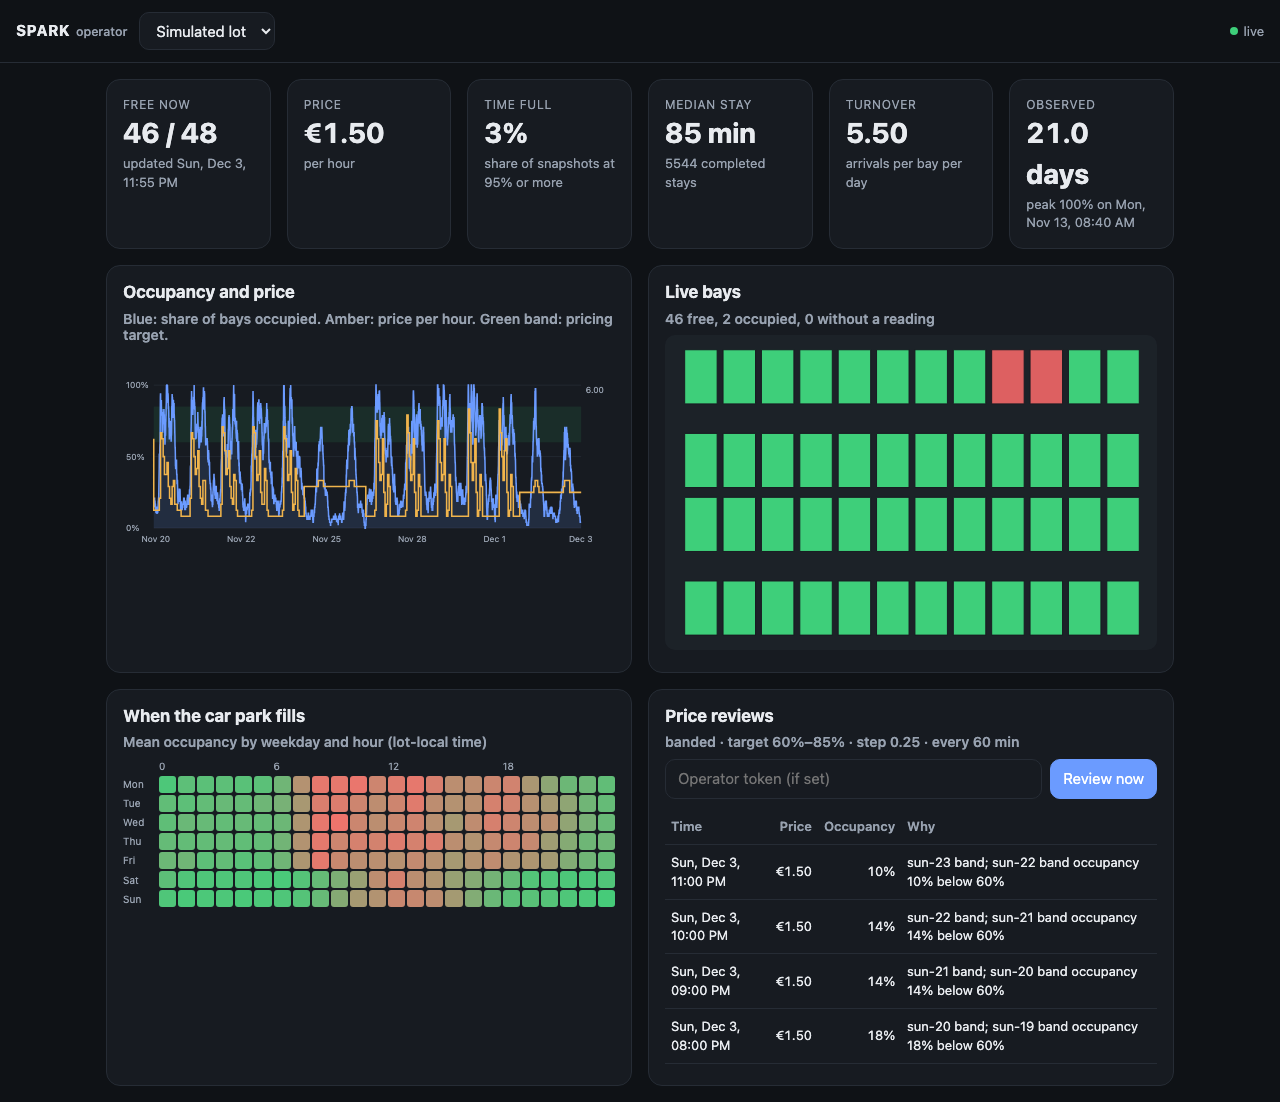 SPARK operator
Simulated lot
live
FREE NOW
46 / 48
updated Sun, Dec 3,
11:55 PM
PRICE
€1.50
per hour
TIME FULL
3%
share of snapshots at
95% or more
MEDIAN STAY
85 min
5544 completed
stays
TURNOVER
5.50
arrivals per bay per
day
OBSERVED
21.0
days
peak 100% on Mon,
Nov 13, 08:40 AM
Occupancy and price
Blue: share of bays occupied. Amber: price per hour. Green band: pricing
target.
100%
6.00
50%
0%
Nov 20 Nov 22 Nov 25 Nov 28 Dec 1 Dec 3
Live bays
46 free, 2 occupied, 0 without a reading
When the car park fills
Mean occupancy by weekday and hour (lot-local time)
0 6 12 18
Mon
Tue
Wed
Thu
Fri
Sat
Sun
Price reviews
banded · target 60%–85% · step 0.25 · every 60 min
Operator token (if set)
Review now
Time Price Occupancy Why
Sun, Dec 3,
11:00 PM
€1.50
10%
sun-23 band; sun-22 band occupancy
10% below 60%
Sun, Dec 3,
10:00 PM
€1.50
14%
sun-22 band; sun-21 band occupancy
14% below 60%
Sun, Dec 3,
09:00 PM
€1.50
14%
sun-21 band; sun-20 band occupancy
14% below 60%
Sun, Dec 3,
08:00 PM
€1.50
18%
sun-20 band; sun-19 band occupancy
18% below 60%